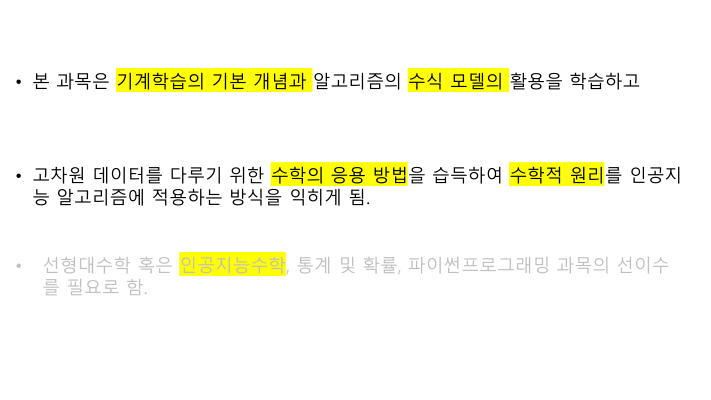 • 본 과목은 기계학습의 기본 개념과 알고리즘의 수식 모델의 활용을 학습하고
• 고차원 데이터를 다루기 위한 수학의 응용 방법을 습득하여 수학적 원리를 인공지
능 알고리즘에 적용하는 방식을 익히게 됨.
• 선형대수학 혹은 인공지능수학, 통계 및 확률, 파이썬프로그래밍 과목의 선이수
를 필요로 함.